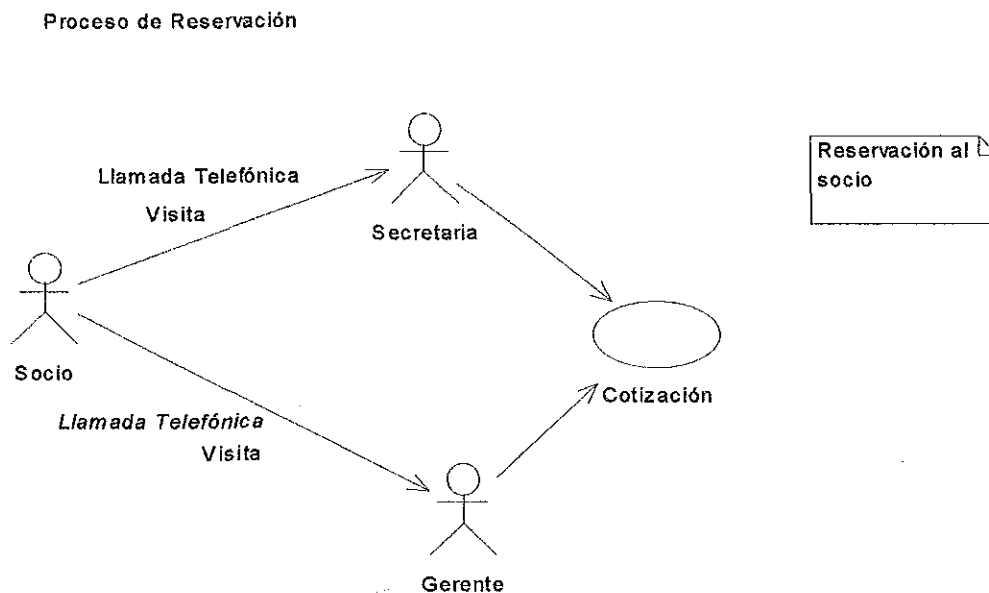 Proceso de Reservación
Llamada Telefónica
Visita
Secretaria
Reservación al
socio
Socio
Cotización
Llamada Telefónica
Visita
Gerente